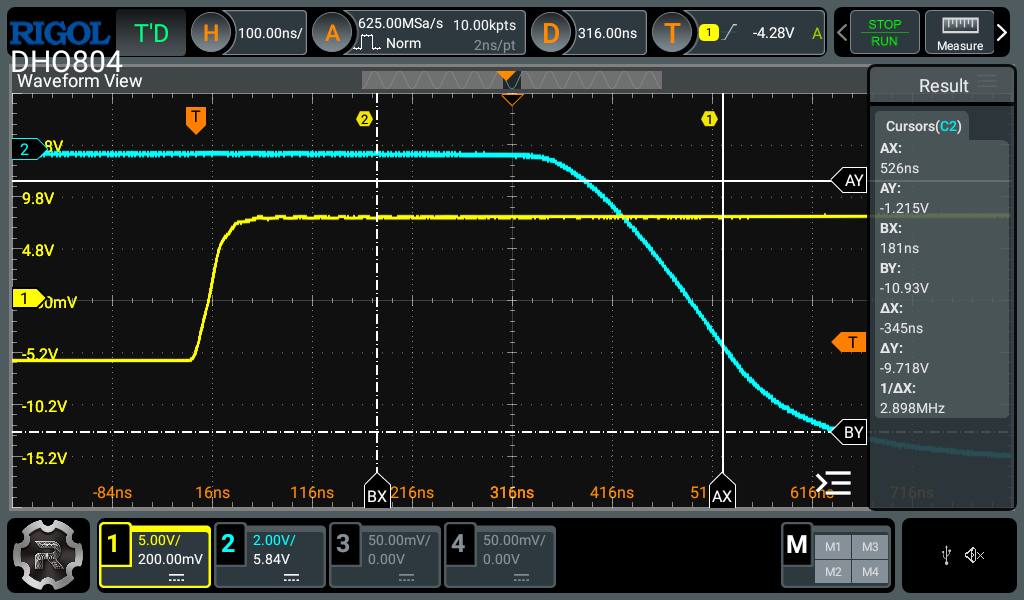 RIGOL T'D H 100.00ns/ A 625.00MSa/s 10.00kpts D 316.00ns T 1 -4.28V A STOP
Norm 2ns/pt RUN Measure
DHO804
Waveform View
Result
T 2 1
Cursors(C2)
2 8V
AX:
526ns
AY
AY:
9.8V
-1.215V
BX:
181ns
4.8V
BY:
-10.93V
1 0mV
ΔX:
-345ns
T
-5.2V
ΔY:
-9.718V
-10.2V
1/ΔX:
2.898MHz
BY
-15.2V
-84ns 16ns 116ns BX 216ns 316ns 416ns 51 AX 616ns 716ns
1 5.00V/ 2 2.00V/ 3 50.00mV/ 4 50.00mV/ M M1 M3
200.00mV 5.84V 0.00V 0.00V M2 M4
R